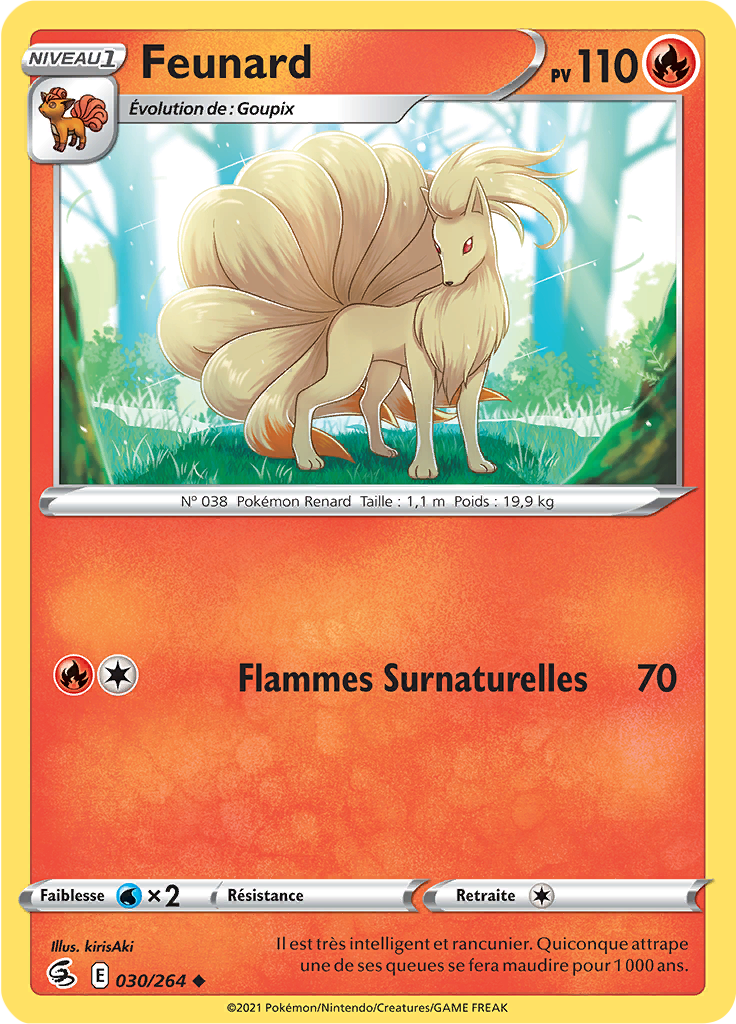 NIVEAU 1
Feunard
PV 110
Évolution de : Goupix
Nº 038 Pokémon Renard Taille : 1,1 m Poids : 19,9 kg
Flammes Surnaturelles 70
Faiblesse ×2 Résistance Retraite
Illus. kirisAki
Il est très intelligent et rancunier. Quiconque attrape
une de ses queues se fera maudire pour 1 000 ans.
E 030/264
©2021 Pokémon/Nintendo/Creatures/GAME FREAK